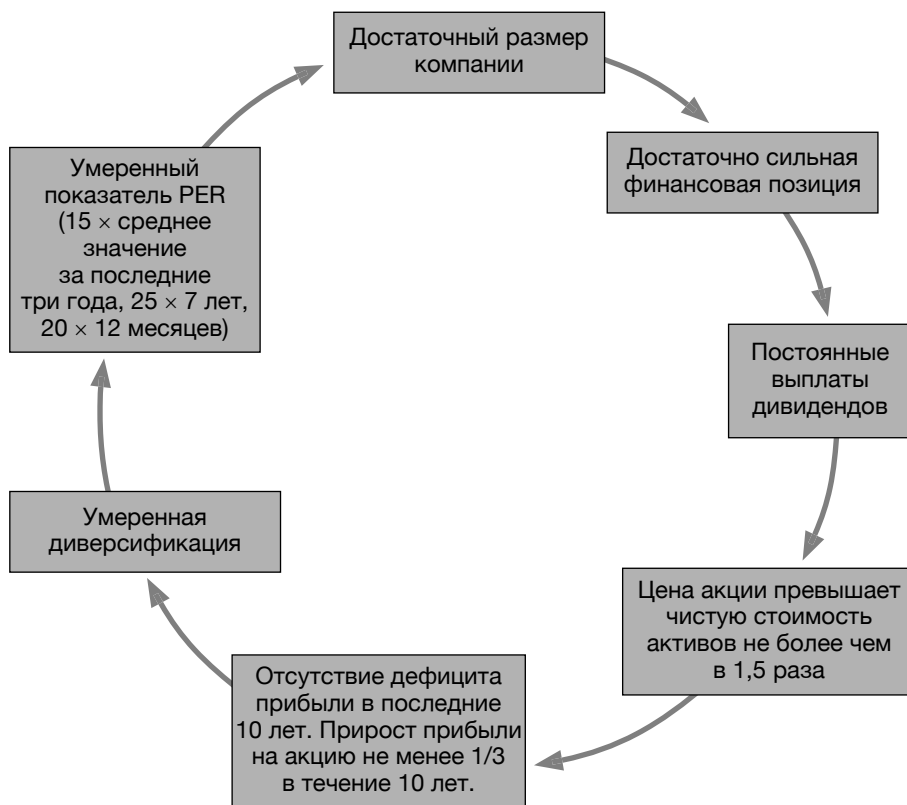 Достаточный размер
компании
Достаточно сильная
финансовая позиция
Постоянные
выплаты
дивидендов
Цена акции превышает
чистую стоимость
активов не более чем
в 1,5 раза
Отсутствие дефицита
прибыли в последние
10 лет. Прирост прибыли
на акцию не менее 1/3
в течение 10 лет.
Умеренная
диверсификация
Умеренный
показатель PER
(15 × среднее
значение
за последние
три года, 25 × 7 лет,
20 × 12 месяцев)